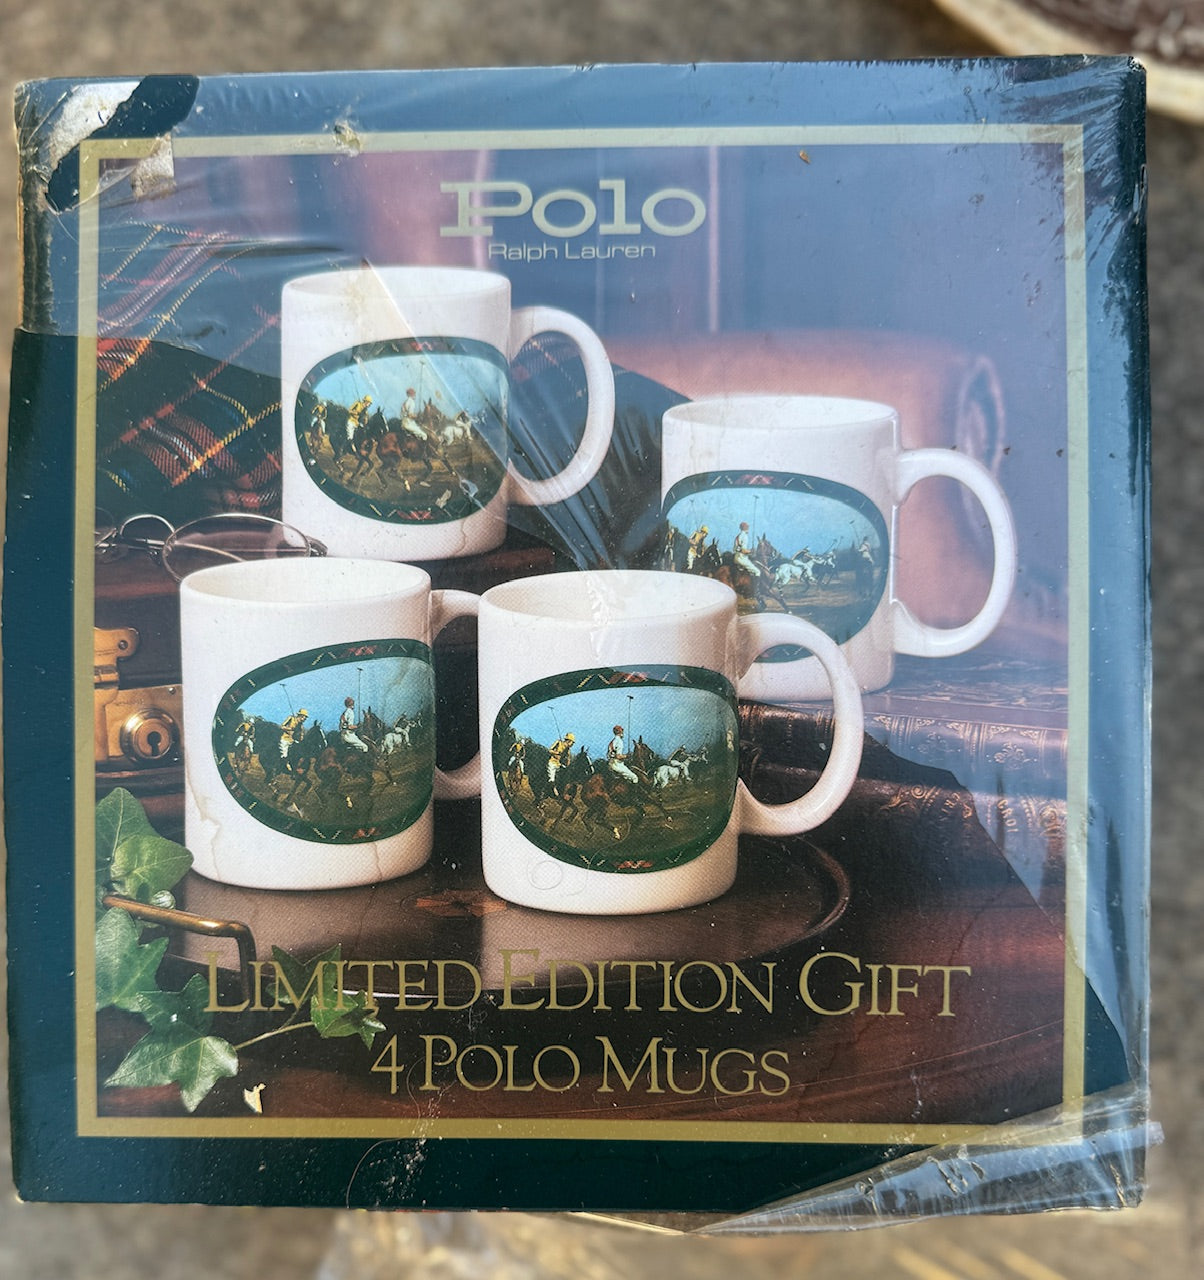 Polo
Ralph Lauren
LIMITED EDITION GIFT
4 POLO MUGS